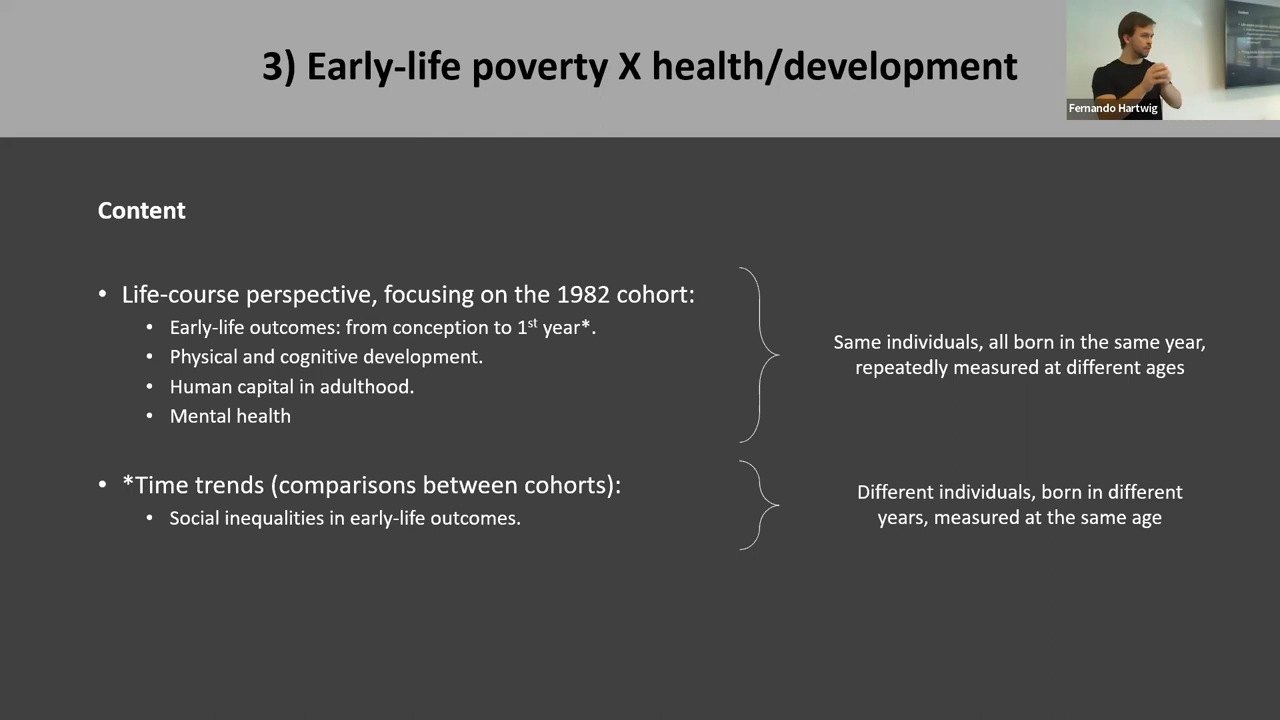 3) Early-life poverty X health/development
Fernando Hartwig
Content
• Life-course perspective, focusing on the 1982 cohort:
• Early-life outcomes: from conception to 1st year*.
• Physical and cognitive development.
• Human capital in adulthood.
• Mental health
Same individuals, all born in the same year,
repeatedly measured at different ages
• *Time trends (comparisons between cohorts):
• Social inequalities in early-life outcomes.
Different individuals, born in different
years, measured at the same age